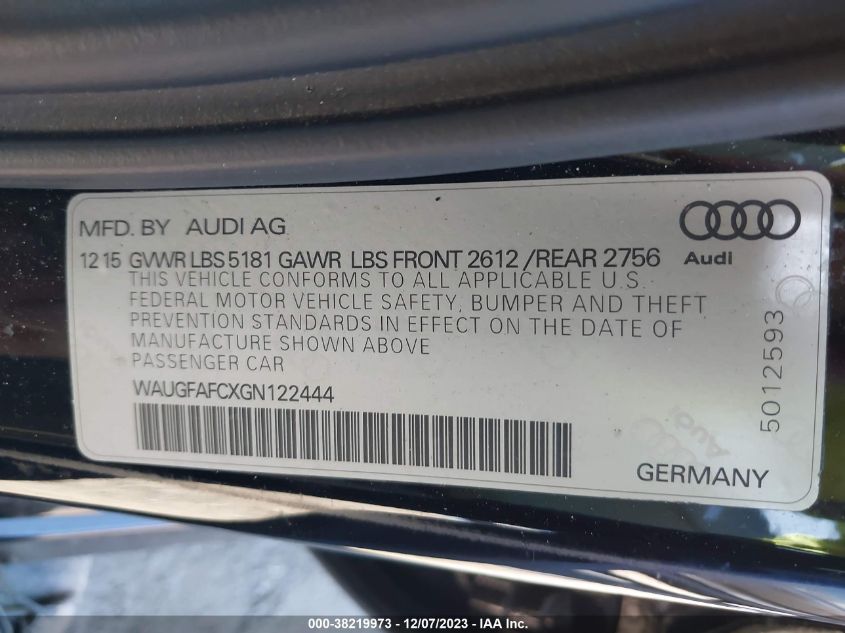 MFD. BY AUDI AG
Audi
12 15 GVWR LBS 5181 GAWR LBS FRONT 2612 /REAR 2756
THIS VEHICLE CONFORMS TO ALL APPLICABLE U.S.
FEDERAL MOTOR VEHICLE SAFETY, BUMPER AND THEFT
PREVENTION STANDARDS IN EFFECT ON THE DATE OF
MANUFACTURE SHOWN ABOVE
PASSENGER CAR
WAUGFAFCXGN122444
5012593
Audi
GERMANY
000-38219973 - 12/07/2023 - IAA Inc.